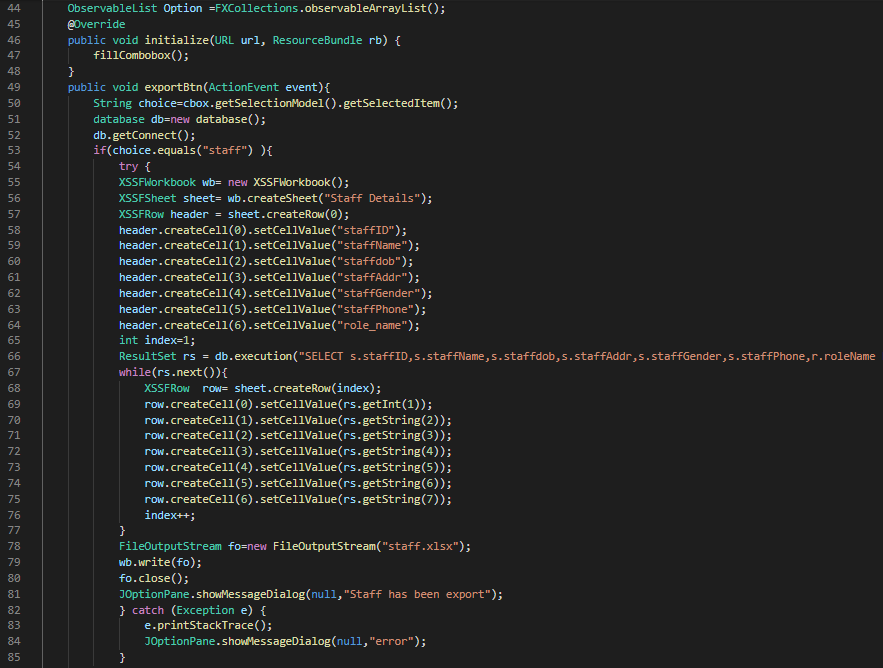 44 ObservableList Option =FXCollections.observableArrayList();
45 @Override
46 public void initialize(URL url, ResourceBundle rb) {
47 fillCombobox();
48 }
49 public void exportBtn(ActionEvent event){
50 String choice=cbox.getSelectionModel().getSelectedItem();
51 database db=new database();
52 db.getConnect();
53 if(choice.equals("staff") ){
54 try {
55 XSSFWorkbook wb= new XSSFWorkbook();
56 XSSFSheet sheet= wb.createSheet("Staff Details");
57 XSSFRow header = sheet.createRow(0);
58 header.createCell(0).setCellValue("staffID");
59 header.createCell(1).setCellValue("staffName");
60 header.createCell(2).setCellValue("staffdob");
61 header.createCell(3).setCellValue("staffAddr");
62 header.createCell(4).setCellValue("staffGender");
63 header.createCell(5).setCellValue("staffPhone");
64 header.createCell(6).setCellValue("role_name");
65 int index=1;
66 ResultSet rs = db.execution("SELECT s.staffID,s.staffName,s.staffdob,s.staffAddr,s.staffGender,s.staffPhone,r.roleName
67 while(rs.next()){
68 XSSFRow  row= sheet.createRow(index);
69 row.createCell(0).setCellValue(rs.getInt(1));
70 row.createCell(1).setCellValue(rs.getString(2));
71 row.createCell(2).setCellValue(rs.getString(3));
72 row.createCell(3).setCellValue(rs.getString(4));
73 row.createCell(4).setCellValue(rs.getString(5));
74 row.createCell(5).setCellValue(rs.getString(6));
75 row.createCell(6).setCellValue(rs.getString(7));
76 index++;
77 }
78 FileOutputStream fo=new FileOutputStream("staff.xlsx");
79 wb.write(fo);
80 fo.close();
81 JOptionPane.showMessageDialog(null,"Staff has been export");
82 } catch (Exception e) {
83 e.printStackTrace();
84 JOptionPane.showMessageDialog(null,"error");
85 }